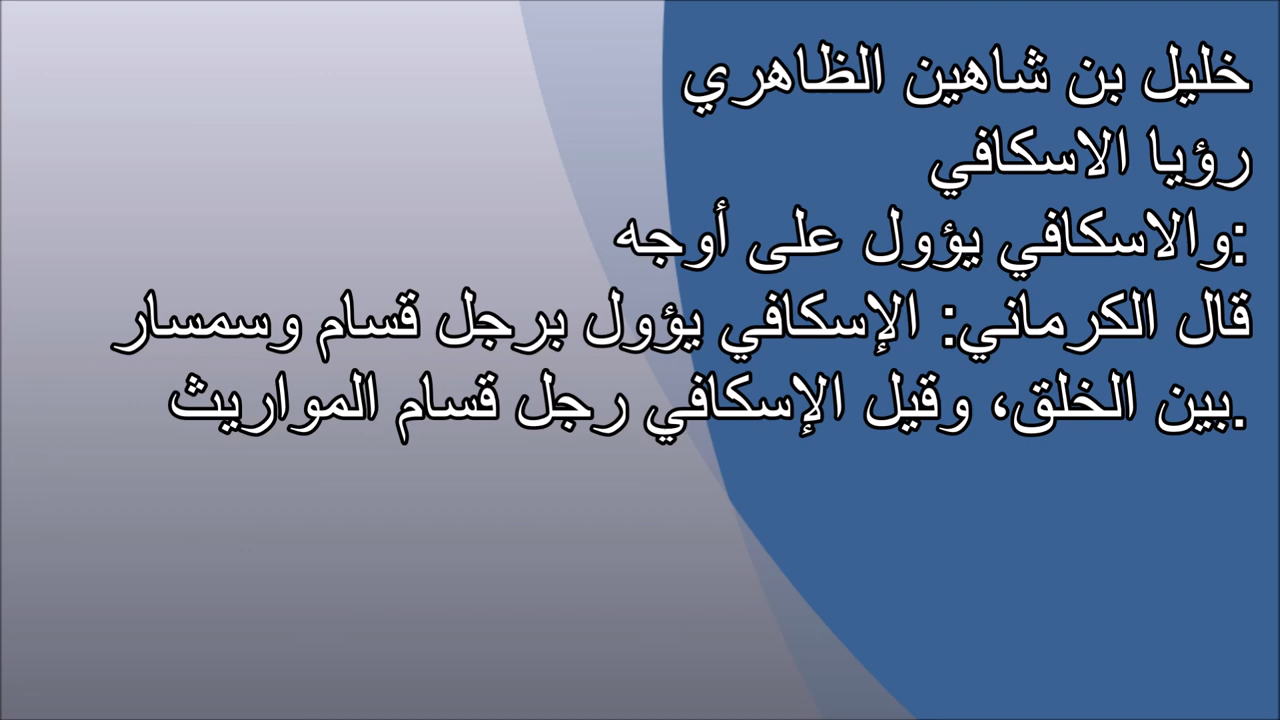 خليل بن شاهين الظاهري
رؤيا الاسكافي
والاسكافي يؤول على أوجه:
قال الكرماني: الإسكافي يؤول برجل قسام وسمسار
بين الخلق، وقيل الإسكافي رجل قسام المواريث.